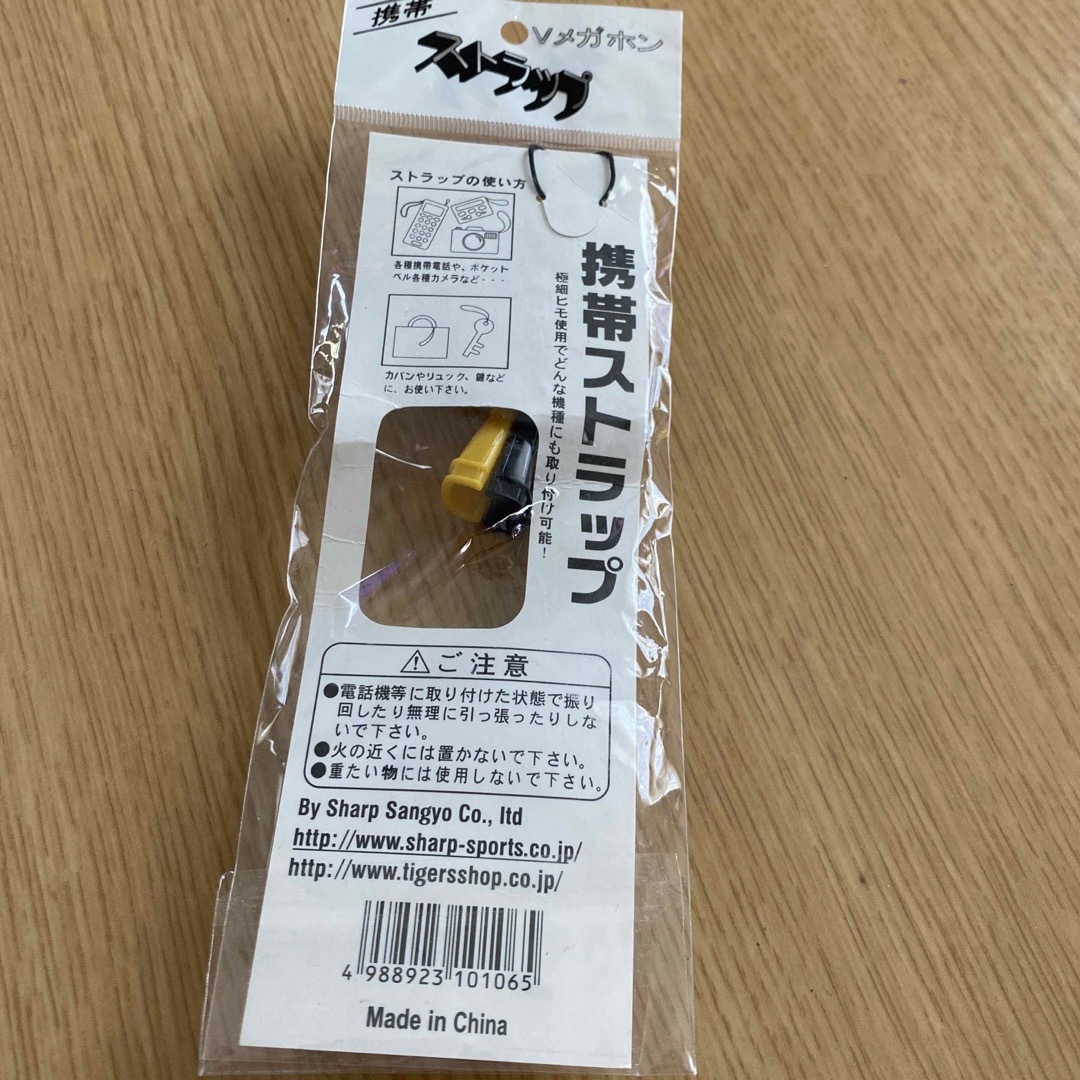 携帯
ストラップ
Vメガホン
ストラップの使い方
各種携帯電話や、ポケット
ベル各種カメラなど・・・
カバンやリュック、鍵など
に、お使い下さい。
携帯ストラップ
極細ヒモ使用でどんな機種にも取り付け可能！
⚠ご注意
●電話機等に取り付けた状態で振り
回したり無理に引っ張ったりしな
いで下さい。
●火の近くには置かないで下さい。
●重たい物には使用しないで下さい。
By Sharp Sangyo Co., ltd
http://www.sharp-sports.co.jp/
http://www.tigersshop.co.jp/
4 988923 101065
Made in China